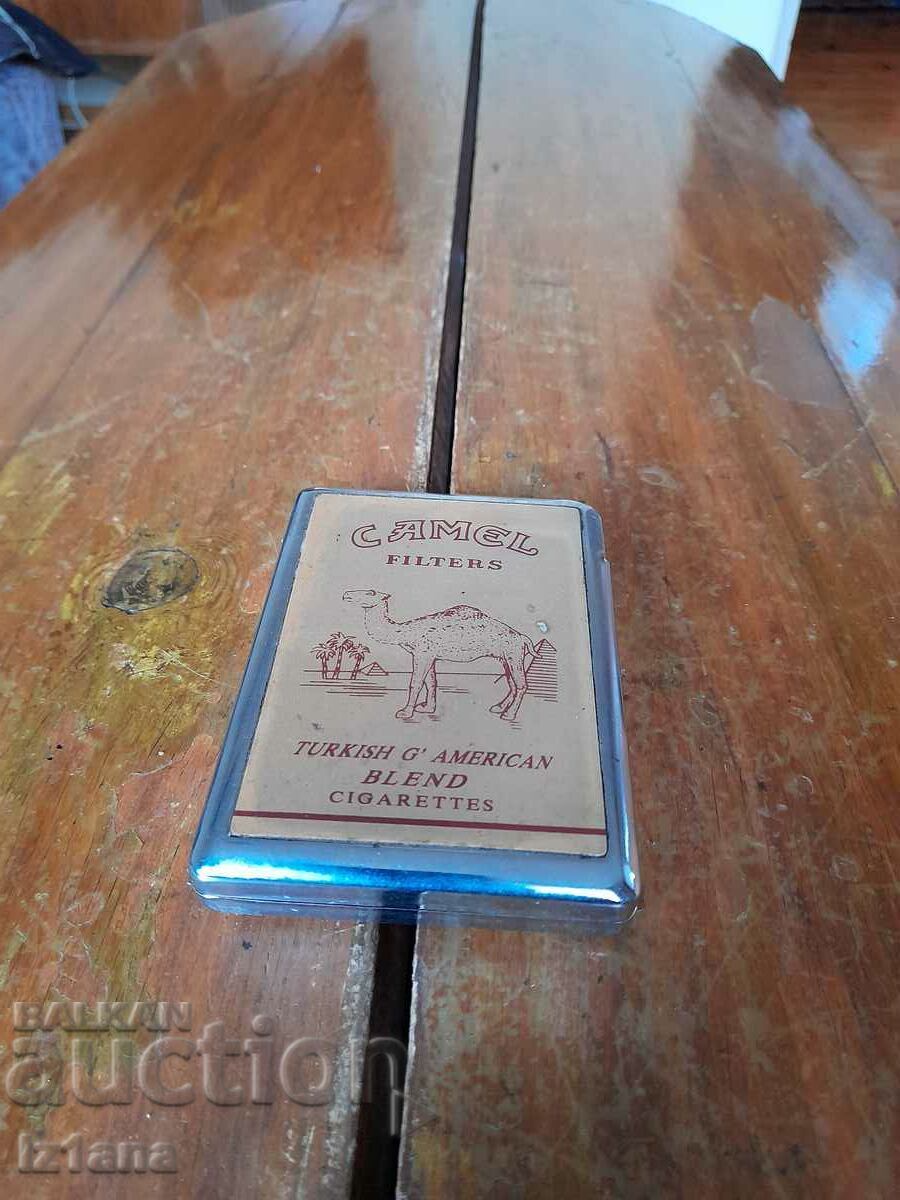 CAMEL
FILTERS
TURKISH G' AMERICAN
BLEND
CIGARETTES
BALKAN
auction
iz1ana